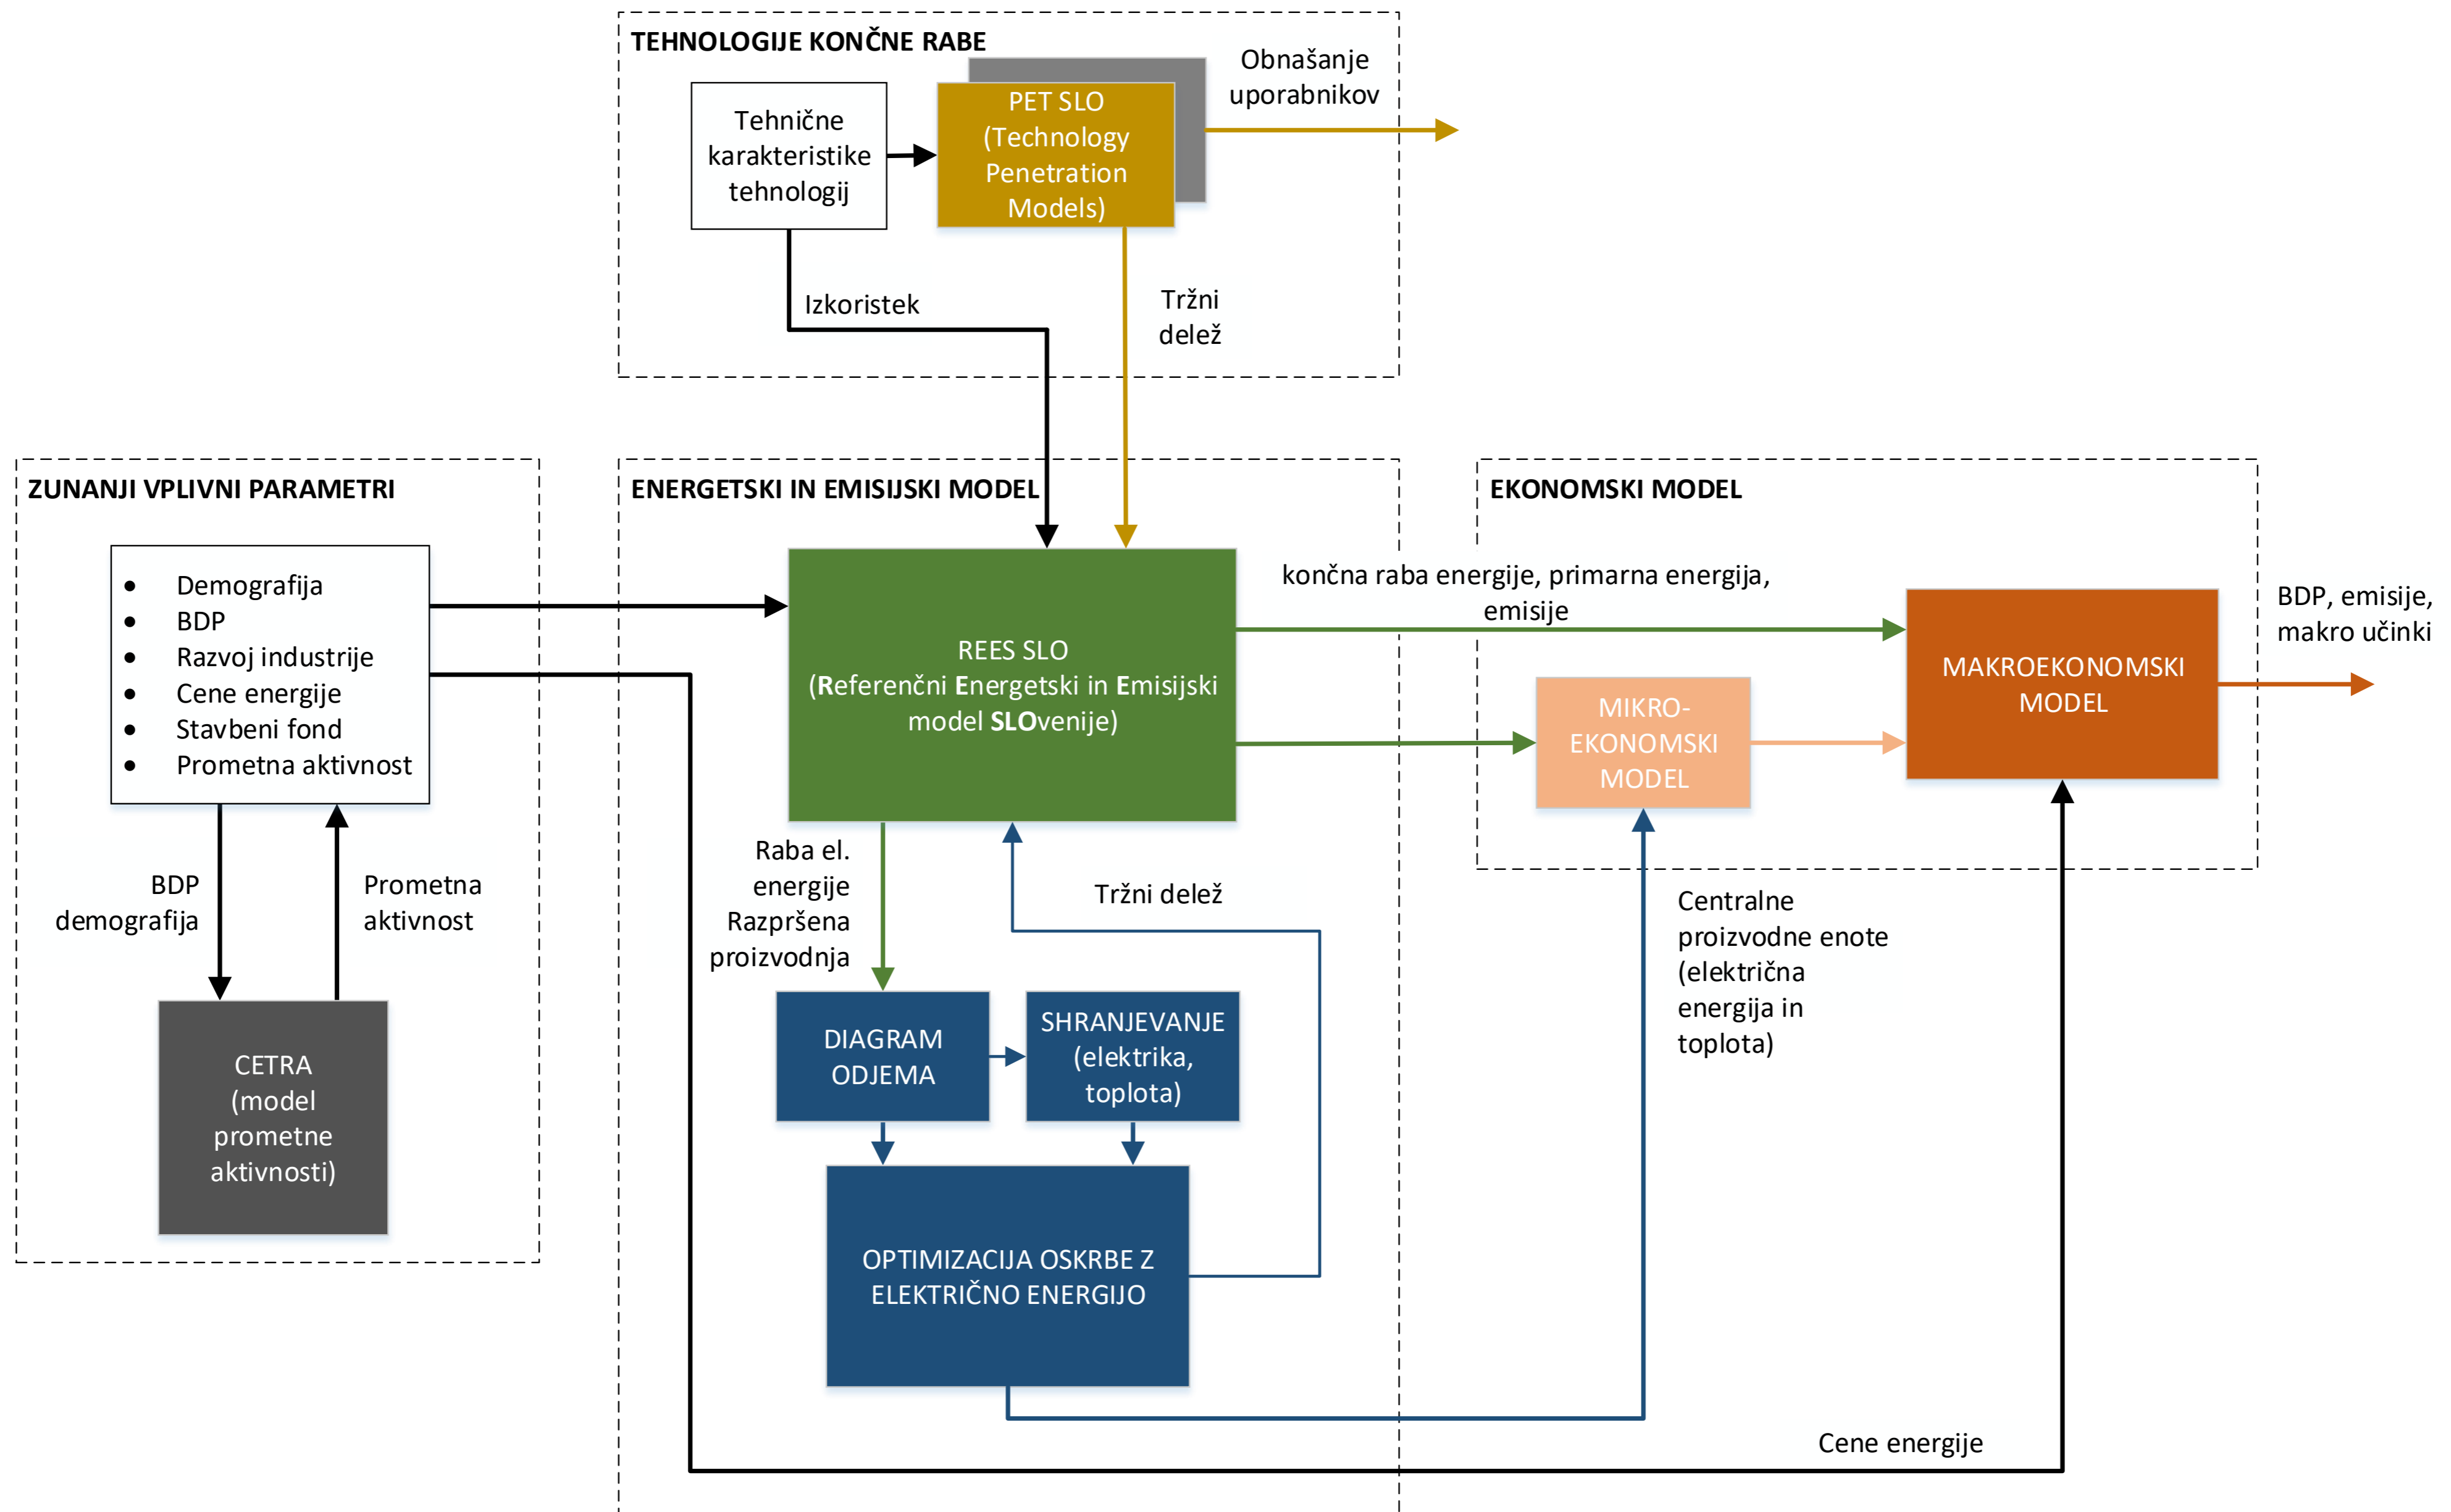 TEHNOLOGIJE KONČNE RABE
Tehnične
karakteristike
tehnologij
PET SLO
(Technology
Penetration
Models)
Obnašanje
uporabnikov
Izkoristek
Tržni
delež
ZUNANJI VPLIVNI PARAMETRI
• Demografija
• BDP
• Razvoj industrije
• Cene energije
• Stavbeni fond
• Prometna aktivnost
BDP
demografija
Prometna
aktivnost
CETRA
(model
prometne
aktivnosti)
ENERGETSKI IN EMISIJSKI MODEL
REES SLO
(Referenčni Energetski in Emisijski
model SLOvenije)
Raba el.
energije
Razpršena
proizvodnja
Tržni delež
DIAGRAM
ODJEMA
SHRANJEVANJE
(elektrika,
toplota)
OPTIMIZACIJA OSKRBE Z
ELEKTRIČNO ENERGIJO
EKONOMSKI MODEL
končna raba energije, primarna energija,
emisije
MIKRO-
EKONOMSKI
MODEL
MAKROEKONOMSKI
MODEL
BDP, emisije,
makro učinki
Centralne
proizvodne enote
(električna
energija in
toplota)
Cene energije